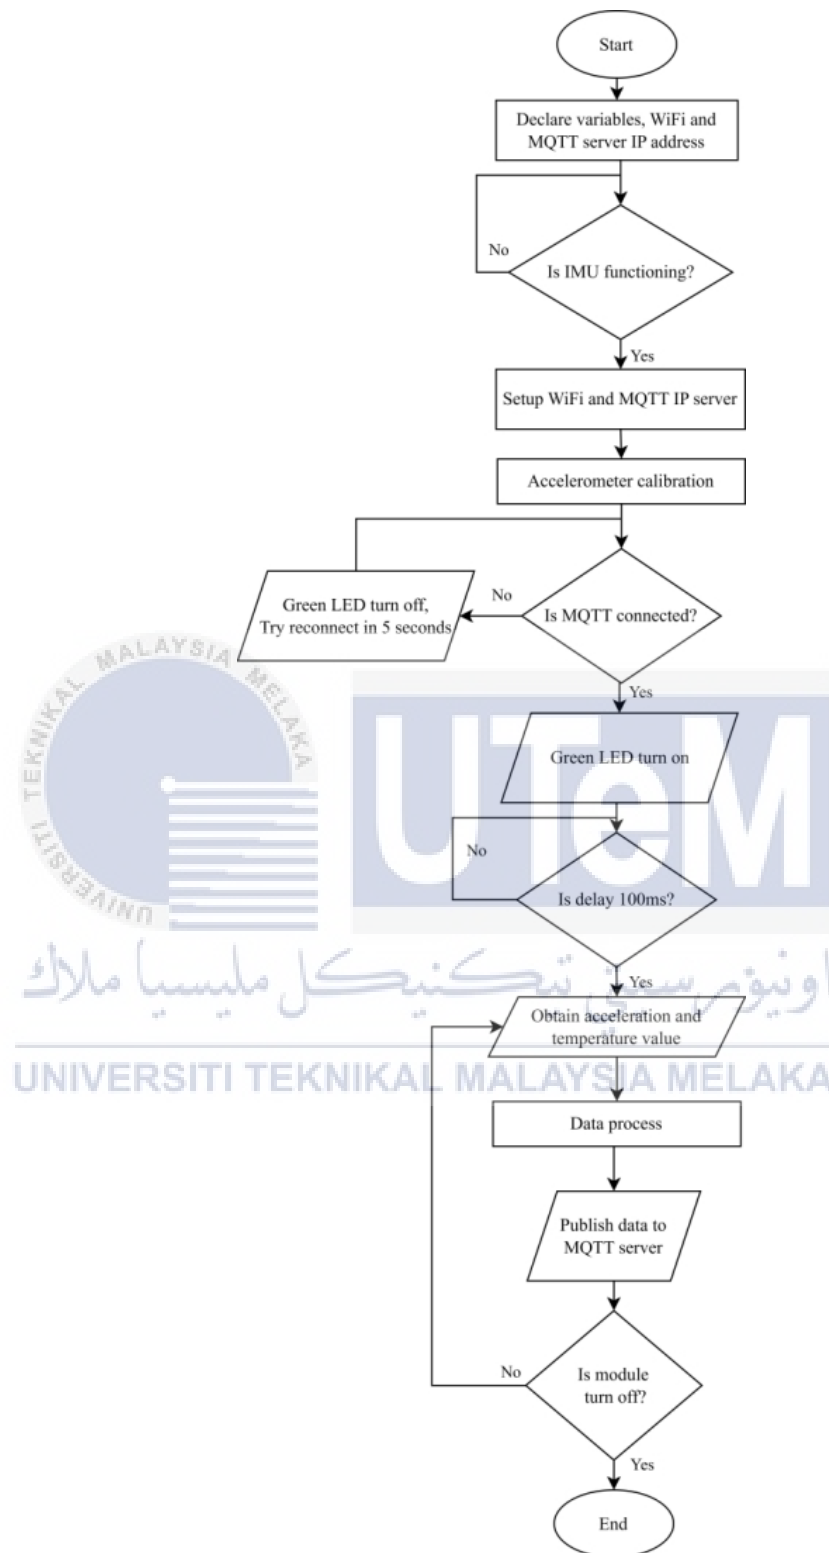 Start
Declare variables, WiFi and
MQTT server IP address
No
Is IMU functioning?
Yes
Setup WiFi and MQTT IP server
Accelerometer calibration
No
Green LED turn off,
Try reconnect in 5 seconds
Is MQTT connected?
Yes
Green LED turn on
No
Is delay 100ms?
Yes
Obtain acceleration and
temperature value
Data process
Publish data to
MQTT server
No
Is module
turn off?
Yes
End
UNIVERSITI TEKNIKAL MALAYSIA MELAKA
UTeM
اونيۏرسيتي تيكنيكل مليسيا ملاك
UNIVERSITI TEKNIKAL MALAYSIA MELAKA